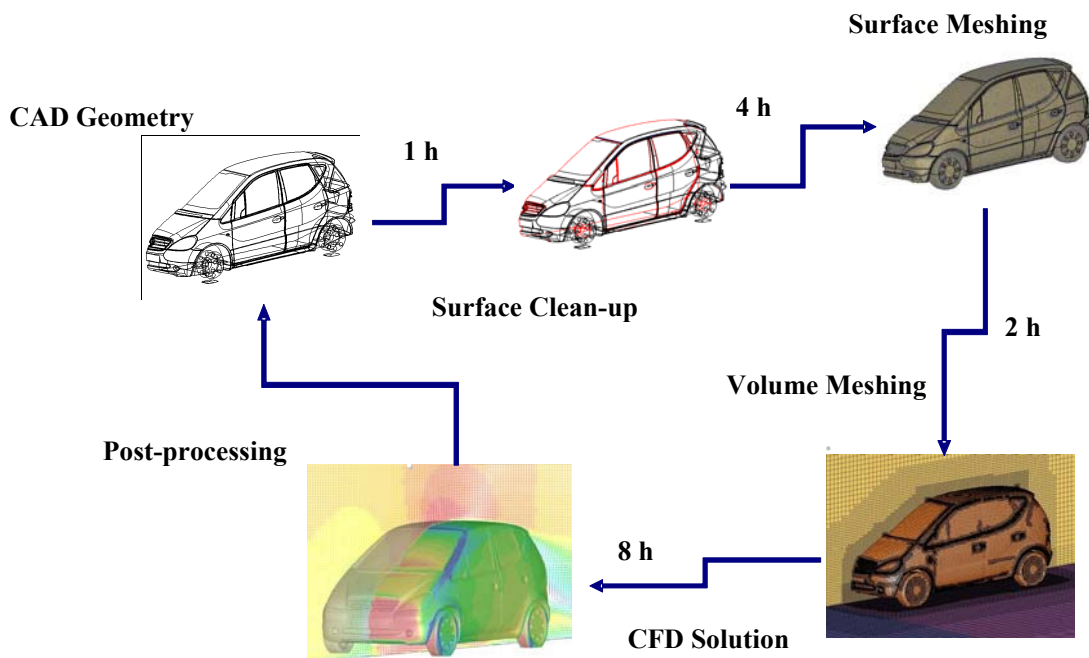 Surface Meshing
CAD Geometry
1 h
4 h
Surface Clean-up
2 h
Volume Meshing
Post-processing
8 h
CFD Solution